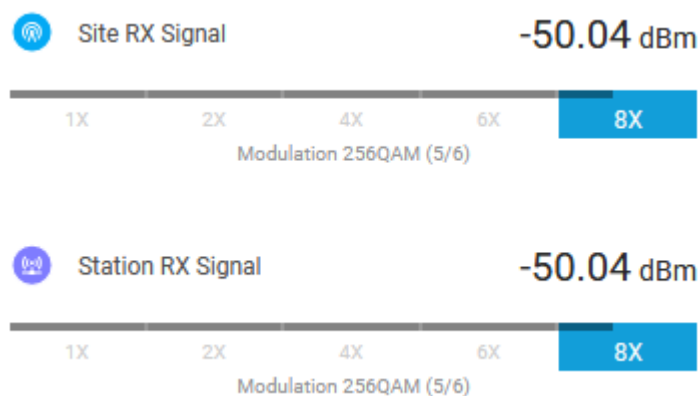 Site RX Signal -50.04 dBm
1X 2X 4X 6X 8X
Modulation 256QAM (5/6)
Station RX Signal -50.04 dBm
1X 2X 4X 6X 8X
Modulation 256QAM (5/6)